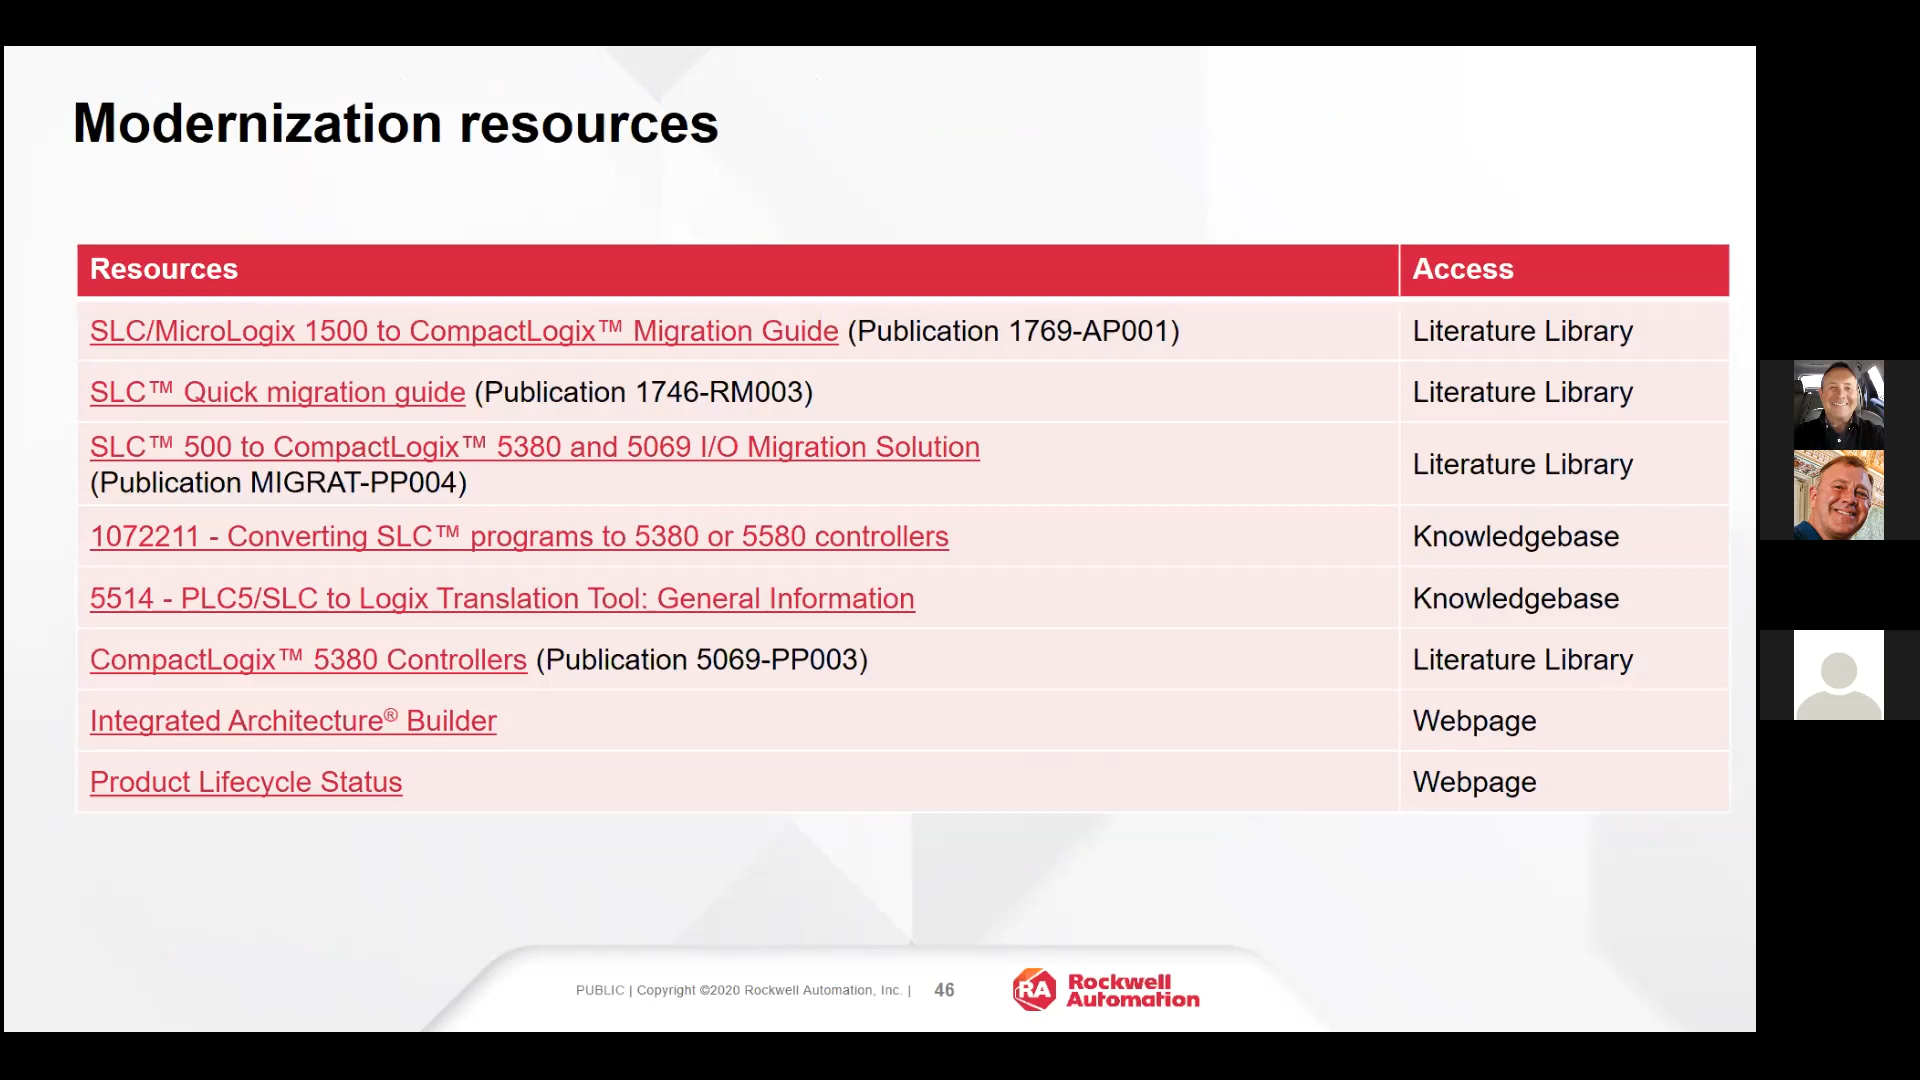 Modernization resources
Resources
Access
SLC/MicroLogix 1500 to CompactLogix™ Migration Guide (Publication 1769-AP001)
Literature Library
SLC™ Quick migration guide (Publication 1746-RM003)
Literature Library
SLC™ 500 to CompactLogix™ 5380 and 5069 I/O Migration Solution
(Publication MIGRAT-PP004)
Literature Library
1072211 - Converting SLC™ programs to 5380 or 5580 controllers
Knowledgebase
5514 - PLC5/SLC to Logix Translation Tool: General Information
Knowledgebase
CompactLogix™ 5380 Controllers (Publication 5069-PP003)
Literature Library
Integrated Architecture® Builder
Webpage
Product Lifecycle Status
Webpage
PUBLIC | Copyright ©2020 Rockwell Automation, Inc. |
46
RA
Rockwell
Automation